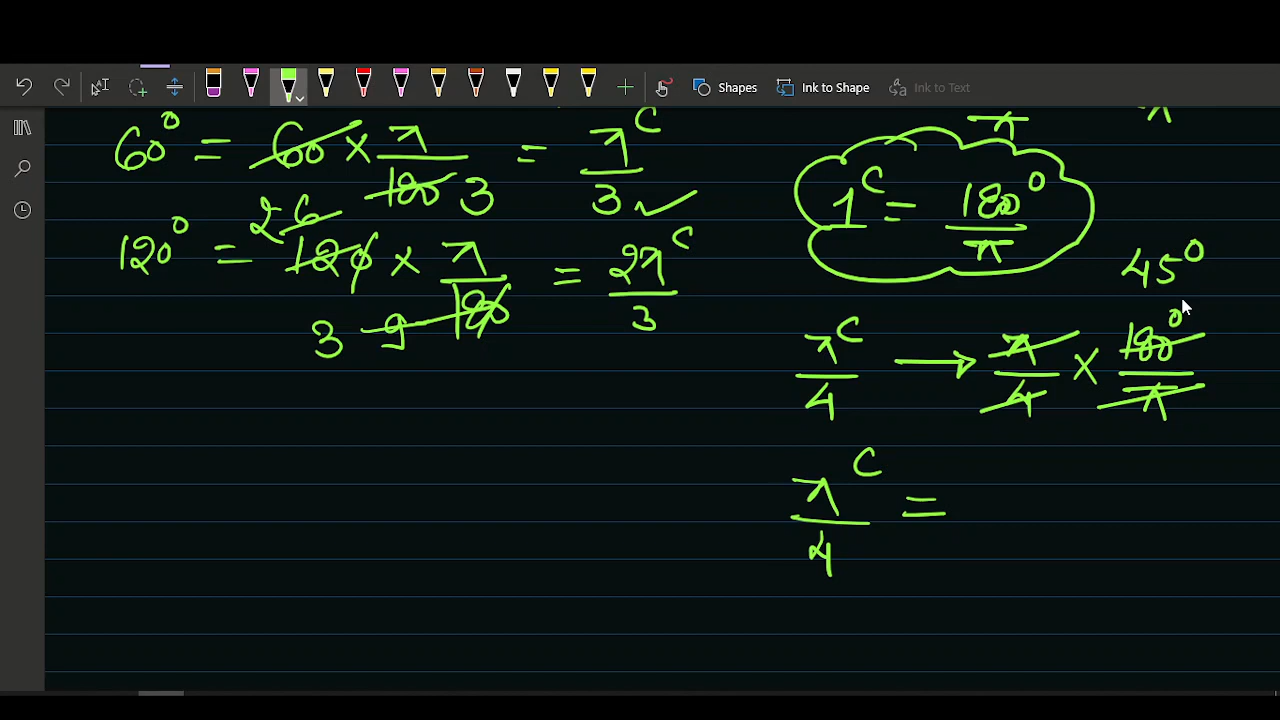 Shapes Ink to Shape Ink to Text
60° = 60 × π/180 3 = π^c/3 ✓
120° = 2 6 120 × π/180 9 3 = 2π^c/3
π
π
1^c = 180°/π
45°
π^c/4 → π/4 × 180°/π
π^c/4 =